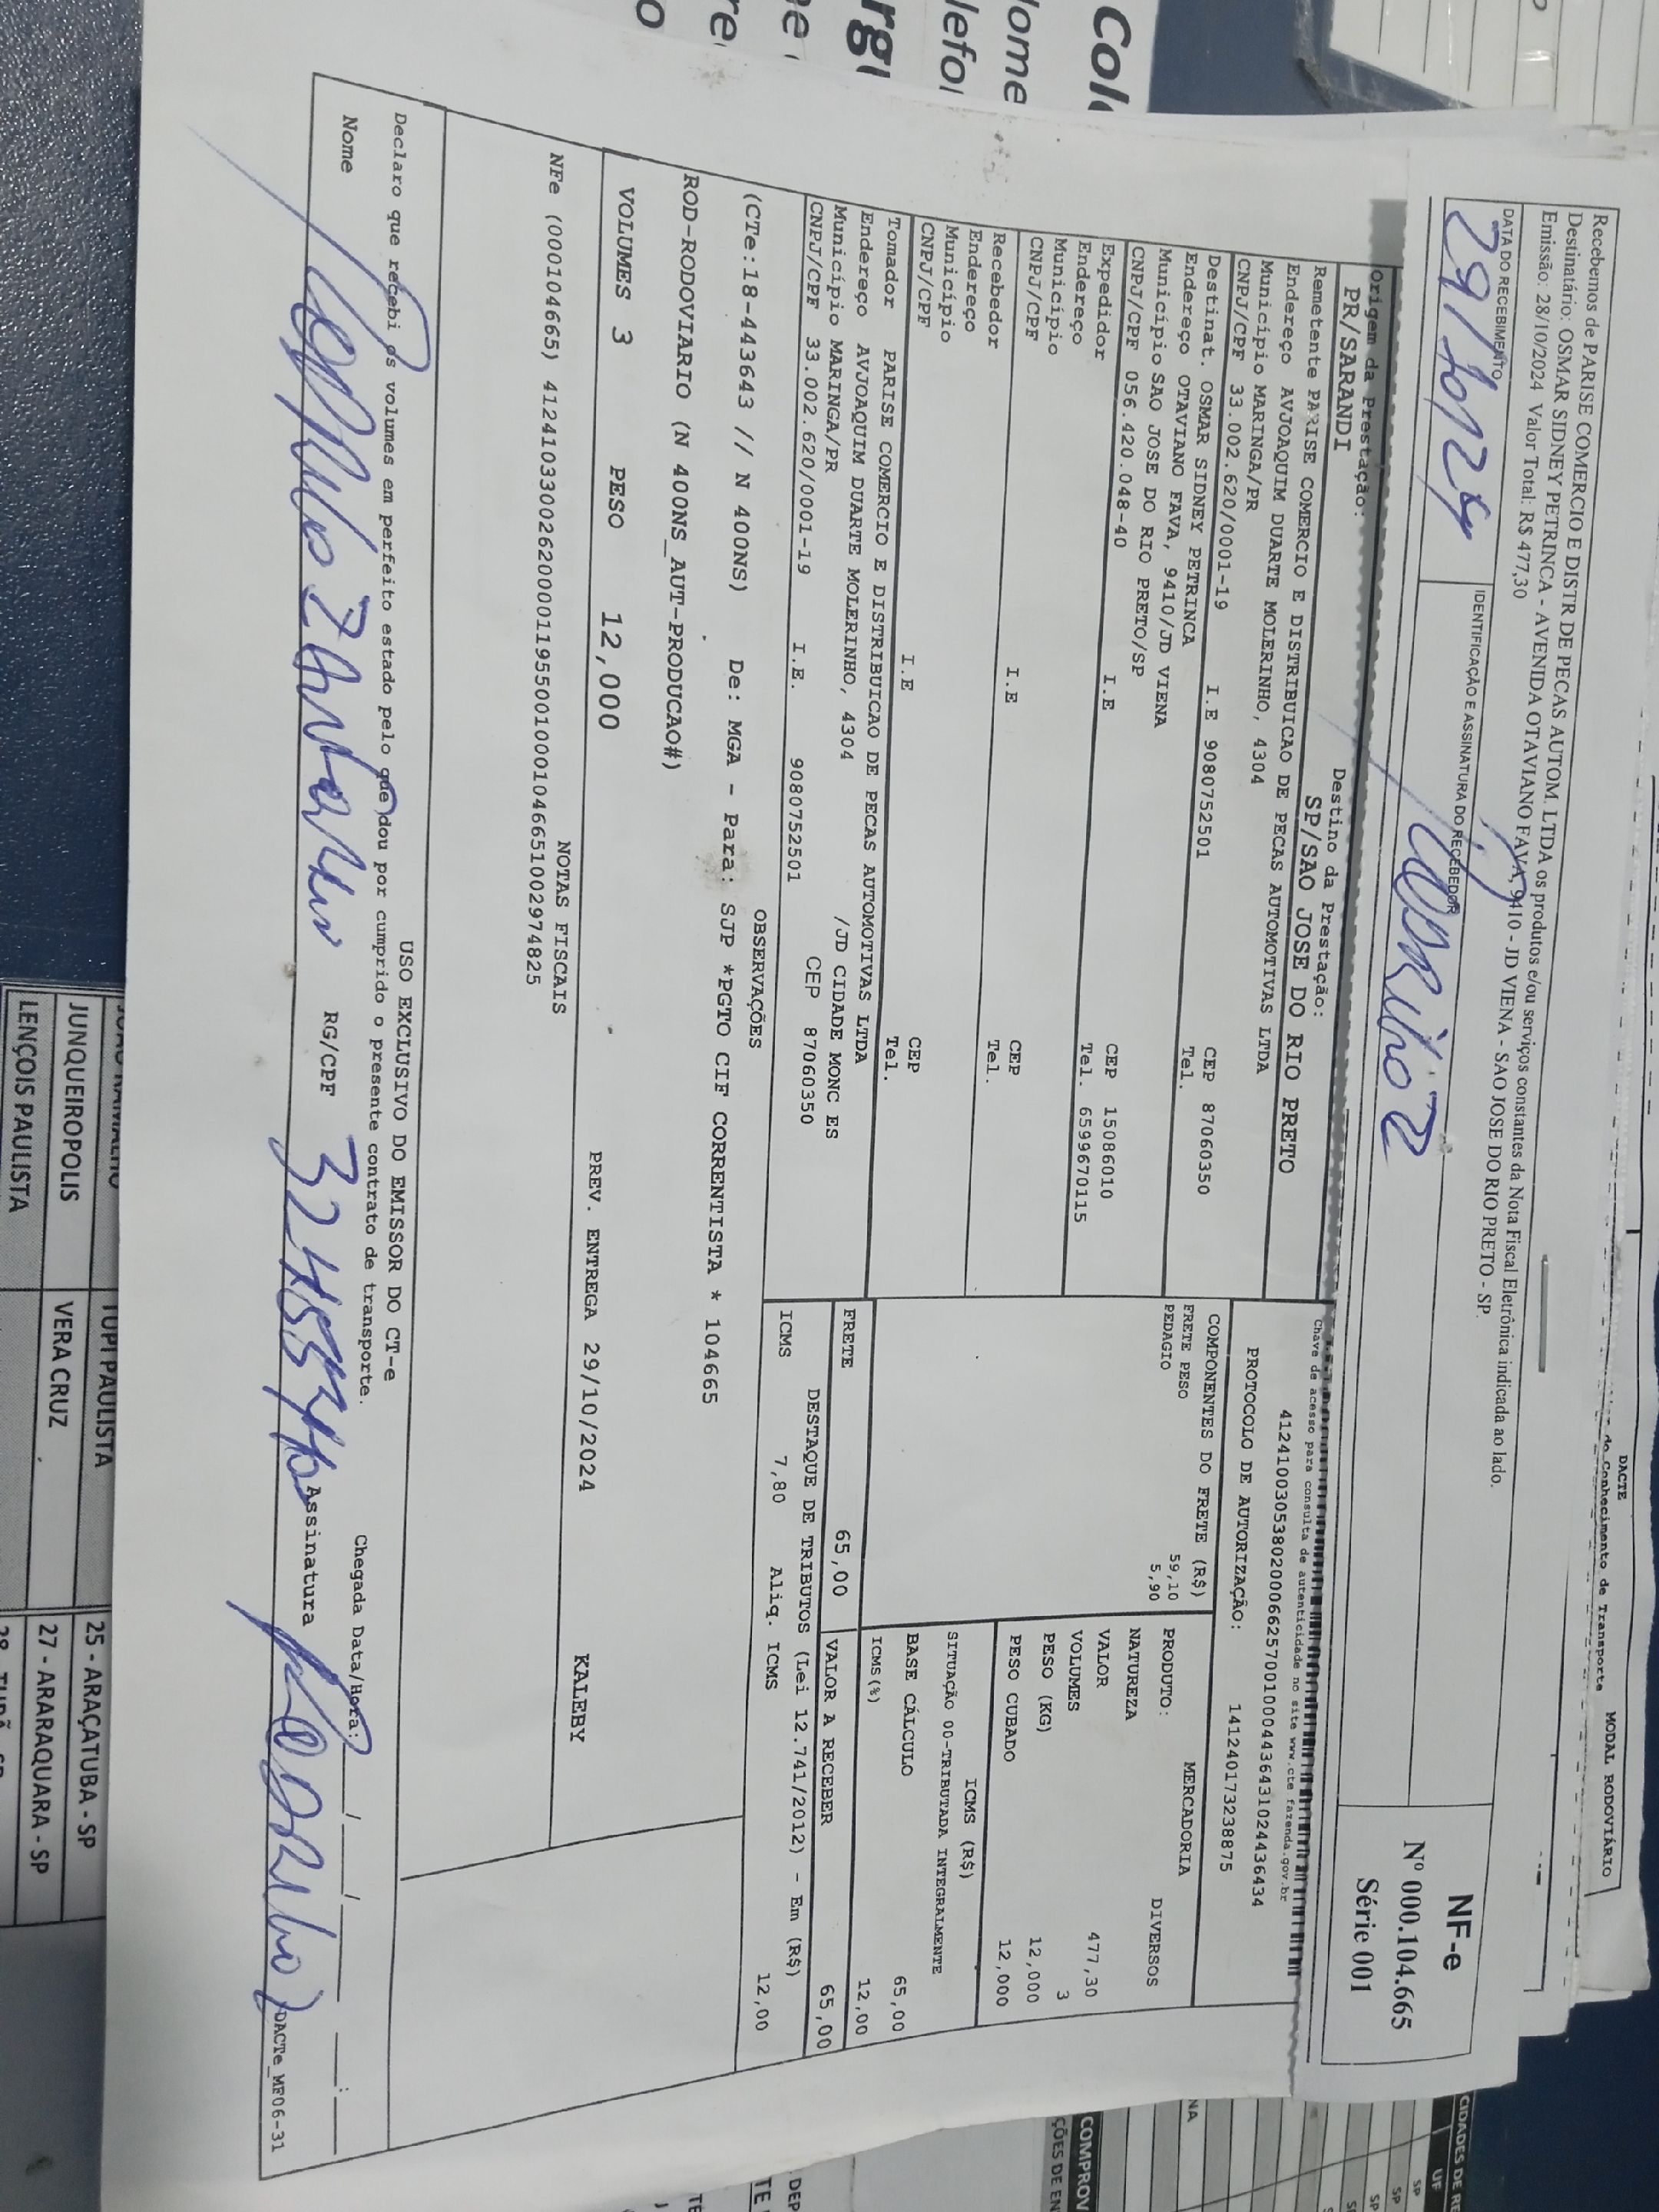 DACTE
MODAL RODOVIÁRIO
do Conhecimento de Transporte
Recebemos de PARISE COMERCIO E DISTR DE PECAS AUTOM. LTDA os produtos e/ou serviços constantes da Nota Fiscal Eletrônica indicada ao lado.
Destinatário: OSMAR SIDNEY PETRINCA - AVENIDA OTAVIANO FAVA, 9410 - JD VIENA - SAO JOSE DO RIO PRETO - SP
Emissão: 28/10/2024 Valor Total: R$ 477,30
DATA DO RECEBIMENTO
29/10/24
IDENTIFICAÇÃO E ASSINATURA DO RECEBEDOR
NF-e
Nº 000.104.665
Série 001
Origem da Prestação:
PR/SARANDI
Destino da Prestação:
SP/SAO JOSE DO RIO PRETO
Chave de acesso para consulta de autenticidade no site www.cte fazenda.gov.br
41241003053802000662570010004436431024436434
PROTOCOLO DE AUTORIZAÇÃO: 141240173238875
Remetente PARISE COMERCIO E DISTRIBUICAO DE PECAS AUTOMOTIVAS LTDA
Endereço AVJOAQUIM DUARTE MOLERINHO, 4304
Município MARINGA/PR CEP 87060350
CNPJ/CPF 33.002.620/0001-19 I.E 9080752501 Tel.
Destinat. OSMAR SIDNEY PETRINCA
Endereço OTAVIANO FAVA, 9410/JD VIENA
Município SAO JOSE DO RIO PRETO/SP CEP 15086010
CNPJ/CPF 056.420.048-40 I.E Tel. 6599670115
Expedidor
Endereço
Município CEP
CNPJ/CPF I.E Tel.
Recebedor
Endereço
Município CEP
CNPJ/CPF I.E Tel.
Tomador PARISE COMERCIO E DISTRIBUICAO DE PECAS AUTOMOTIVAS LTDA
Endereço AVJOAQUIM DUARTE MOLERINHO, 4304 /JD CIDADE MONC ES
Município MARINGA/PR CEP 87060350
CNPJ/CPF 33.002.620/0001-19 I.E. 9080752501
COMPONENTES DO FRETE (R$)
FRETE PESO 59,10
PEDAGIO 5,90
MERCADORIA
PRODUTO: DIVERSOS
NATUREZA
VALOR 477,30
VOLUMES 3
PESO (KG) 12,000
PESO CUBADO 12,000
ICMS (R$)
SITUAÇÃO 00-TRIBUTADA INTEGRALMENTE
BASE CÁLCULO 65,00
ICMS(%) 12,00
FRETE 65,00
VALOR A RECEBER 65,00
DESTAQUE DE TRIBUTOS (Lei 12.741/2012) - Em (R$)
ICMS 7,80 Aliq. ICMS 12,00
OBSERVAÇÕES
(CTe:18-443643 // N 400NS) De: MGA - Para: SJP *PGTO CIF CORRENTISTA * 104665
ROD-RODOVIARIO (N 400NS_AUT-PRODUCAO#)
VOLUMES 3 PESO 12,000 PREV. ENTREGA 29/10/2024 KALEBY
NOTAS FISCAIS
NFe (000104665) 41241033002620000119550010001046651002974825
USO EXCLUSIVO DO EMISSOR DO CT-e
Declaro que recebi os volumes em perfeito estado pelo que dou por cumprido o presente contrato de transporte.
Chegada Data/Hora: ___/___/______ ___:___
Nome RG/CPF Assinatura
DACTe_MF06-31
TUPI PAULISTA
25 - ARAÇATUBA - SP
JUNQUEIROPOLIS
VERA CRUZ
27 - ARARAQUARA - SP
LENÇOIS PAULISTA